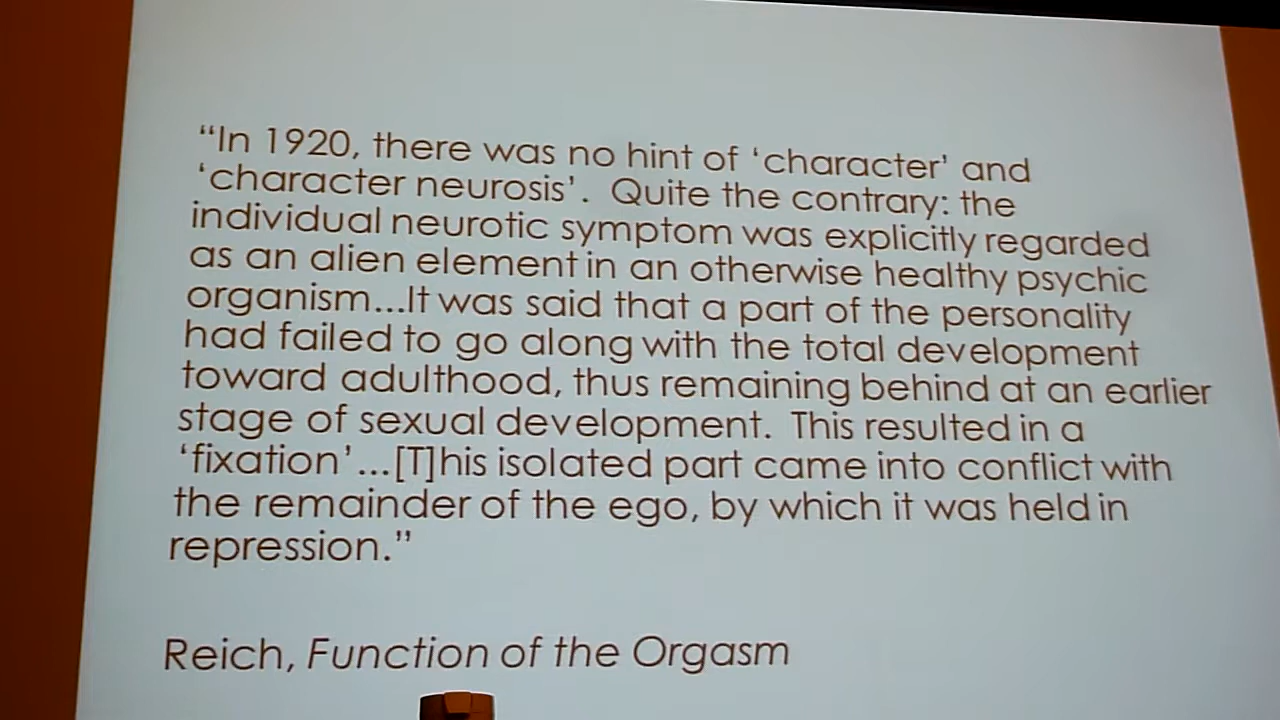 “In 1920, there was no hint of ‘character’ and
‘character neurosis’.  Quite the contrary: the
individual neurotic symptom was explicitly regarded
as an alien element in an otherwise healthy psychic
organism...It was said that a part of the personality
had failed to go along with the total development
toward adulthood, thus remaining behind at an earlier
stage of sexual development.  This resulted in a
‘fixation’...[T]his isolated part came into conflict with
the remainder of the ego, by which it was held in
repression.”
Reich, Function of the Orgasm